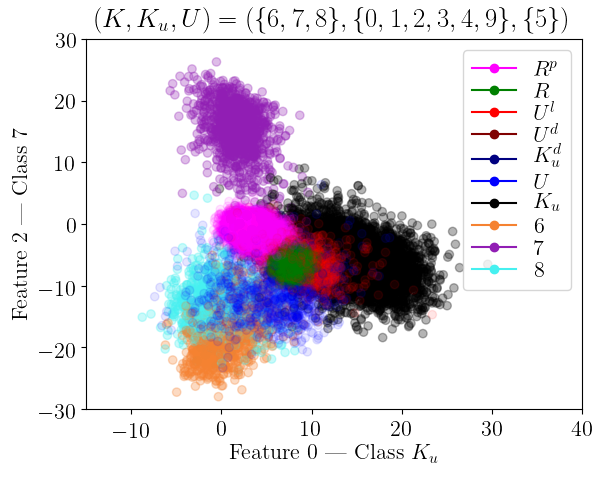 (K, K_u, U) = ({6, 7, 8}, {0, 1, 2, 3, 4, 9}, {5})
30
20
10
0
−10
−20
−30
Feature 2 — Class 7
R^p
R
U^l
U^d
K_u^d
U
K_u
6
7
8
−10 0 10 20 30 40
Feature 0 — Class K_u